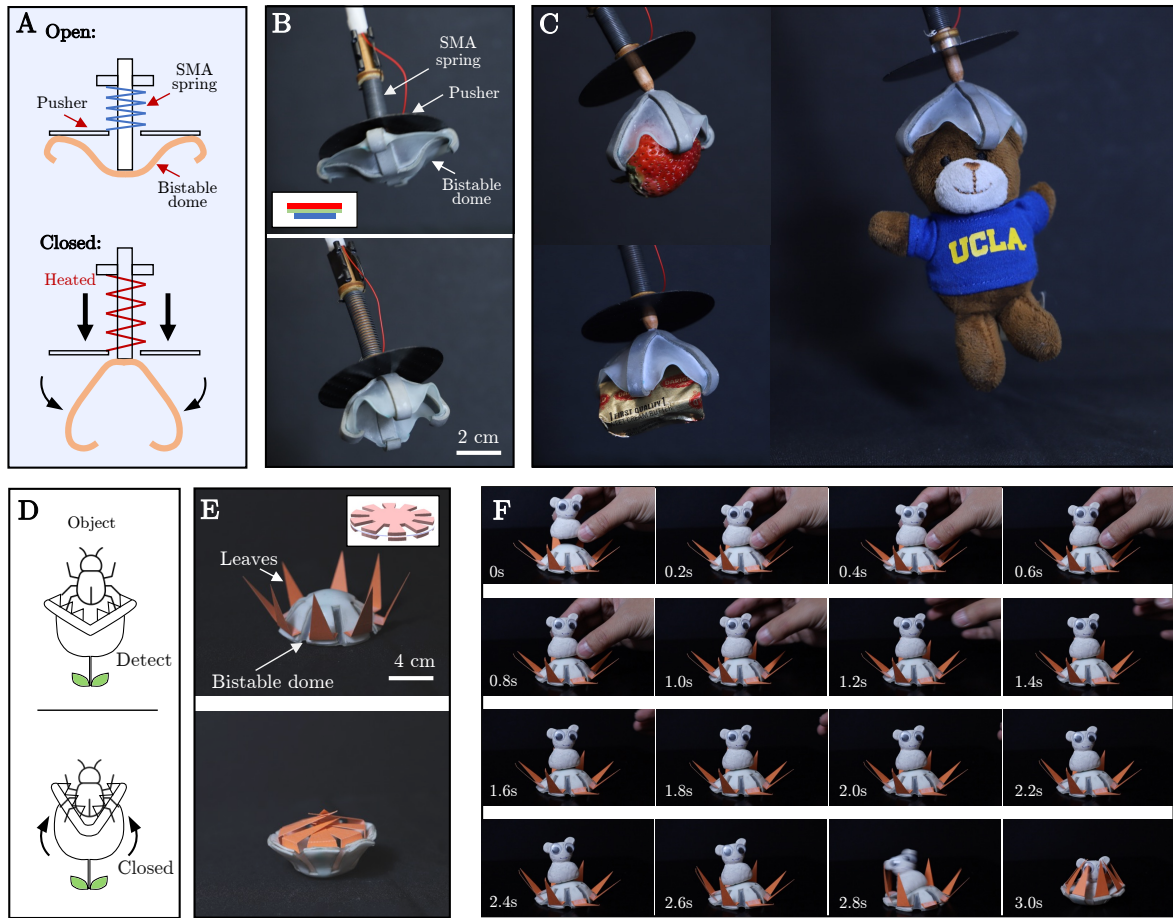 A
Open:
SMA
spring
Pusher
Bistable
dome
Closed:
Heated
B
SMA
spring
Pusher
Bistable
dome
2 cm
C
UCLA
FIRST QUALITY
D
Object
Detect
Closed
E
Leaves
Bistable dome
4 cm
F
0s
0.2s
0.4s
0.6s
0.8s
1.0s
1.2s
1.4s
1.6s
1.8s
2.0s
2.2s
2.4s
2.6s
2.8s
3.0s